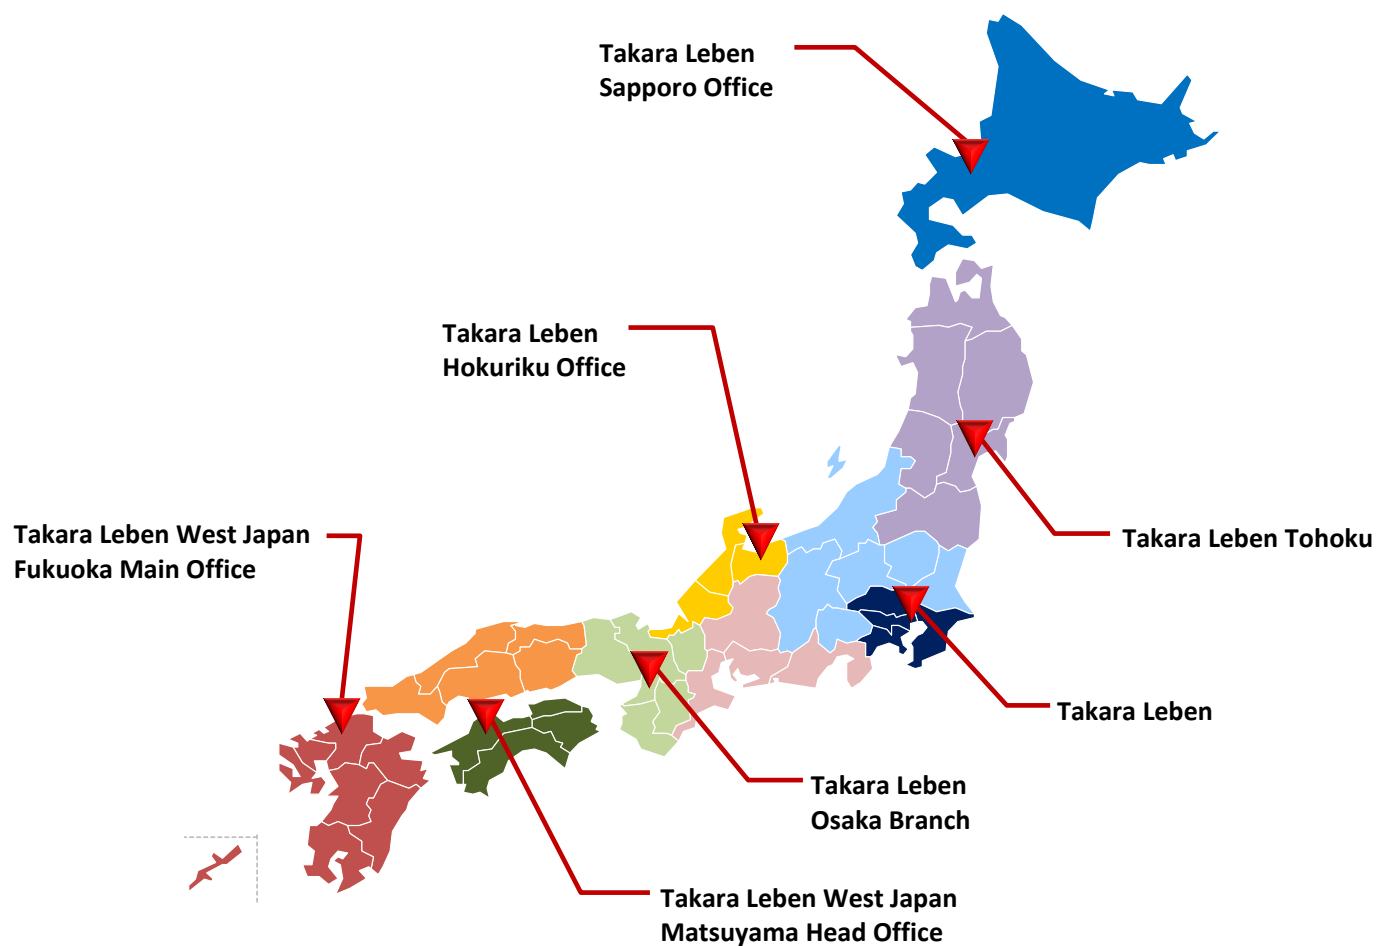 Takara Leben
Sapporo Office
Takara Leben
Hokuriku Office
Takara Leben West Japan
Fukuoka Main Office
Takara Leben Tohoku
Takara Leben
Takara Leben
Osaka Branch
Takara Leben West Japan
Matsuyama Head Office